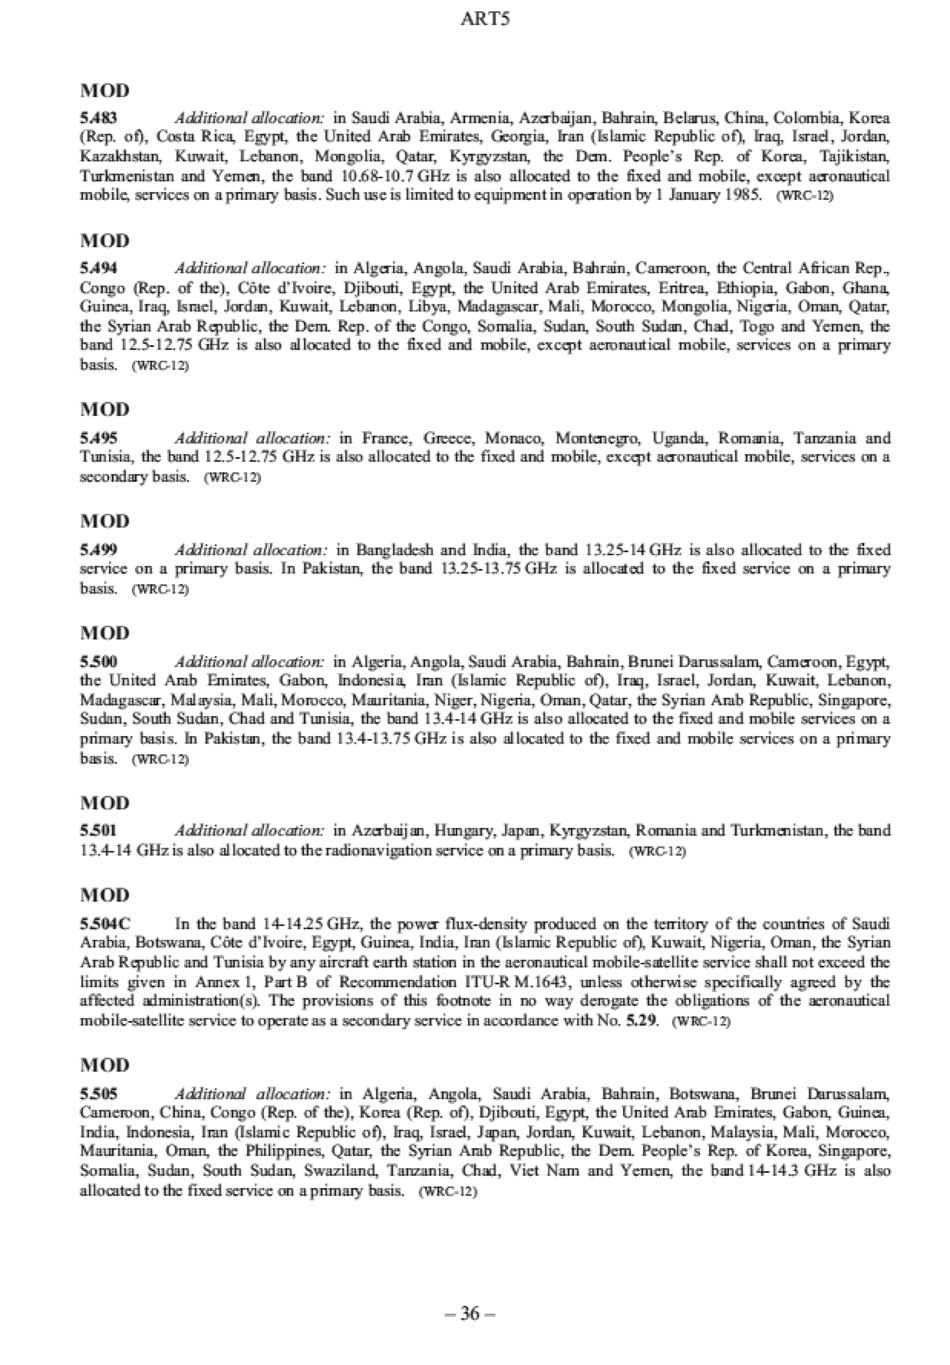 ART5
MOD
5.483 Additional allocation: in Saudi Arabia, Armenia, Azerbaijan, Bahrain, Belarus, China, Colombia, Korea
(Rep. of), Costa Rica, Egypt, the United Arab Emirates, Georgia, Iran (Islamic Republic of), Iraq, Israel, Jordan,
Kazakhstan, Kuwait, Lebanon, Mongolia, Qatar, Kyrgyzstan, the Dem. People's Rep. of Korea, Tajikistan,
Turkmenistan and Yemen, the band 10.68-10.7 GHz is also allocated to the fixed and mobile, except aeronautical
mobile, services on a primary basis. Such use is limited to equipment in operation by 1 January 1985. (WRC-12)
MOD
5.494 Additional allocation: in Algeria, Angola, Saudi Arabia, Bahrain, Cameroon, the Central African Rep.,
Congo (Rep. of the), Côte d'Ivoire, Djibouti, Egypt, the United Arab Emirates, Eritrea, Ethiopia, Gabon, Ghana,
Guinea, Iraq, Israel, Jordan, Kuwait, Lebanon, Libya, Madagascar, Mali, Morocco, Mongolia, Nigeria, Oman, Qatar,
the Syrian Arab Republic, the Dem. Rep. of the Congo, Somalia, Sudan, South Sudan, Chad, Togo and Yemen, the
band 12.5-12.75 GHz is also allocated to the fixed and mobile, except aeronautical mobile, services on a primary
basis. (WRC-12)
MOD
5.495 Additional allocation: in France, Greece, Monaco, Montenegro, Uganda, Romania, Tanzania and
Tunisia, the band 12.5-12.75 GHz is also allocated to the fixed and mobile, except aeronautical mobile, services on a
secondary basis. (WRC-12)
MOD
5.499 Additional allocation: in Bangladesh and India, the band 13.25-14 GHz is also allocated to the fixed
service on a primary basis. In Pakistan, the band 13.25-13.75 GHz is allocated to the fixed service on a primary
basis. (WRC-12)
MOD
5.500 Additional allocation: in Algeria, Angola, Saudi Arabia, Bahrain, Brunei Darussalam, Cameroon, Egypt,
the United Arab Emirates, Gabon, Indonesia, Iran (Islamic Republic of), Iraq, Israel, Jordan, Kuwait, Lebanon,
Madagascar, Malaysia, Mali, Morocco, Mauritania, Niger, Nigeria, Oman, Qatar, the Syrian Arab Republic, Singapore,
Sudan, South Sudan, Chad and Tunisia, the band 13.4-14 GHz is also allocated to the fixed and mobile services on a
primary basis. In Pakistan, the band 13.4-13.75 GHz is also allocated to the fixed and mobile services on a primary
basis. (WRC-12)
MOD
5.501 Additional allocation: in Azerbaijan, Hungary, Japan, Kyrgyzstan, Romania and Turkmenistan, the band
13.4-14 GHz is also allocated to the radionavigation service on a primary basis. (WRC-12)
MOD
5.504C In the band 14-14.25 GHz, the power flux-density produced on the territory of the countries of Saudi
Arabia, Botswana, Côte d'Ivoire, Egypt, Guinea, India, Iran (Islamic Republic of), Kuwait, Nigeria, Oman, the Syrian
Arab Republic and Tunisia by any aircraft earth station in the aeronautical mobile-satellite service shall not exceed the
limits given in Annex 1, Part B of Recommendation ITU-R M.1643, unless otherwise specifically agreed by the
affected administration(s). The provisions of this footnote in no way derogate the obligations of the aeronautical
mobile-satellite service to operate as a secondary service in accordance with No. 5.29. (WRC-12)
MOD
5.505 Additional allocation: in Algeria, Angola, Saudi Arabia, Bahrain, Botswana, Brunei Darussalam,
Cameroon, China, Congo (Rep. of the), Korea (Rep. of), Djibouti, Egypt, the United Arab Emirates, Gabon, Guinea,
India, Indonesia, Iran (Islamic Republic of), Iraq, Israel, Japan, Jordan, Kuwait, Lebanon, Malaysia, Mali, Morocco,
Mauritania, Oman, the Philippines, Qatar, the Syrian Arab Republic, the Dem. People's Rep. of Korea, Singapore,
Somalia, Sudan, South Sudan, Swaziland, Tanzania, Chad, Viet Nam and Yemen, the band 14-14.3 GHz is also
allocated to the fixed service on a primary basis. (WRC-12)
– 36 –